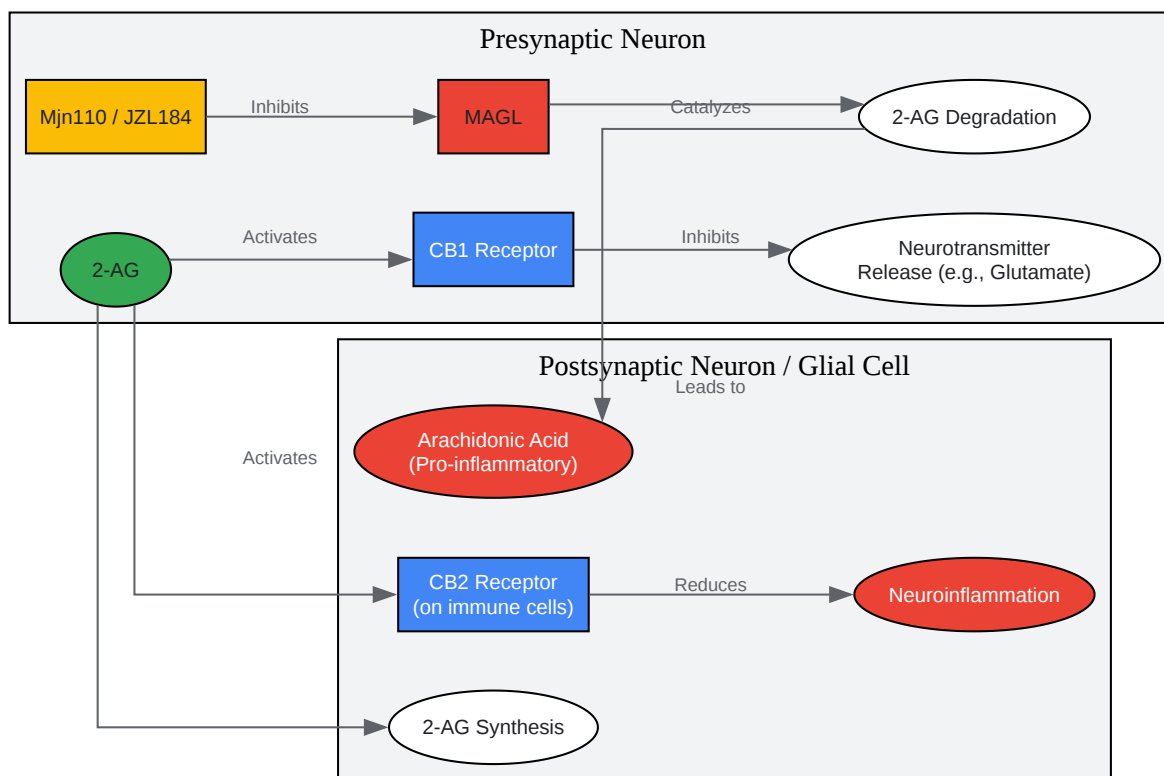 Presynaptic Neuron
Mjn110 / JZL184
Inhibits
MAGL
Catalyzes
2-AG Degradation
2-AG
Activates
CB1 Receptor
Inhibits
Neurotransmitter
Release (e.g., Glutamate)
Postsynaptic Neuron / Glial Cell
Leads to
Arachidonic Acid
(Pro-inflammatory)
Activates
CB2 Receptor
(on immune cells)
Reduces
Neuroinflammation
2-AG Synthesis